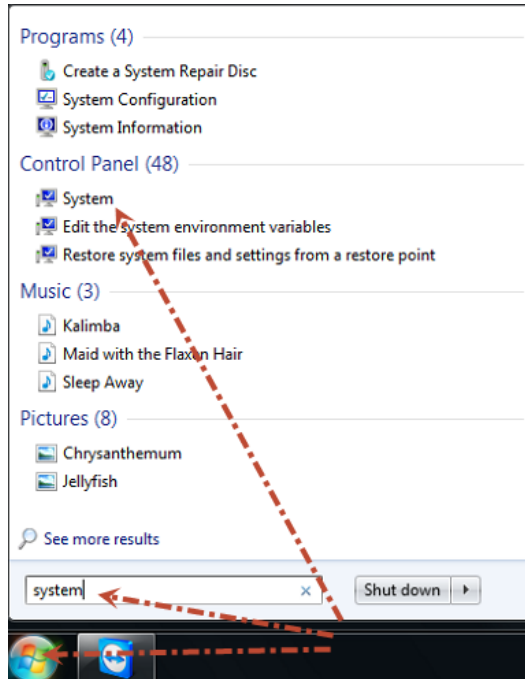 Programs (4)
Create a System Repair Disc
System Configuration
System Information
Control Panel (48)
System
Edit the system environment variables
Restore system files and settings from a restore point
Music (3)
Kalimba
Maid with the Flaxen Hair
Sleep Away
Pictures (8)
Chrysanthemum
Jellyfish
See more results
system
Shut down